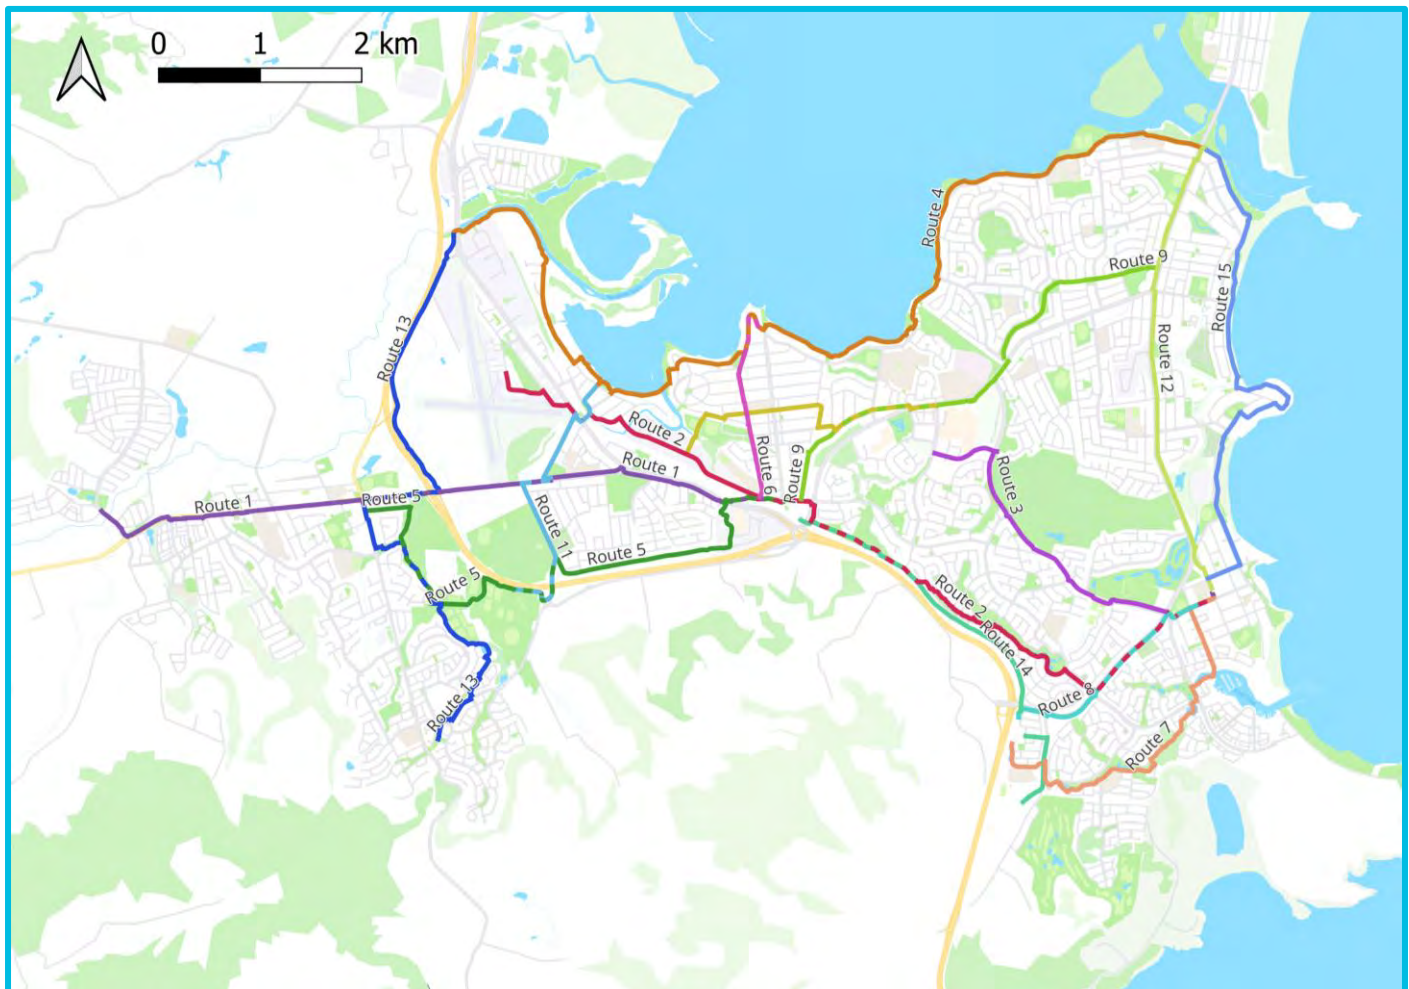 0 1 2 km
Route 4
Route 9
Route 15
Route 13
Route 12
Route 2
Route 1
Route 6
Route 9
Route 3
Route 5
Route 1
Route 11
Route 5
Route 5
Route 2
Route 14
Route 13
Route 8
Route 7